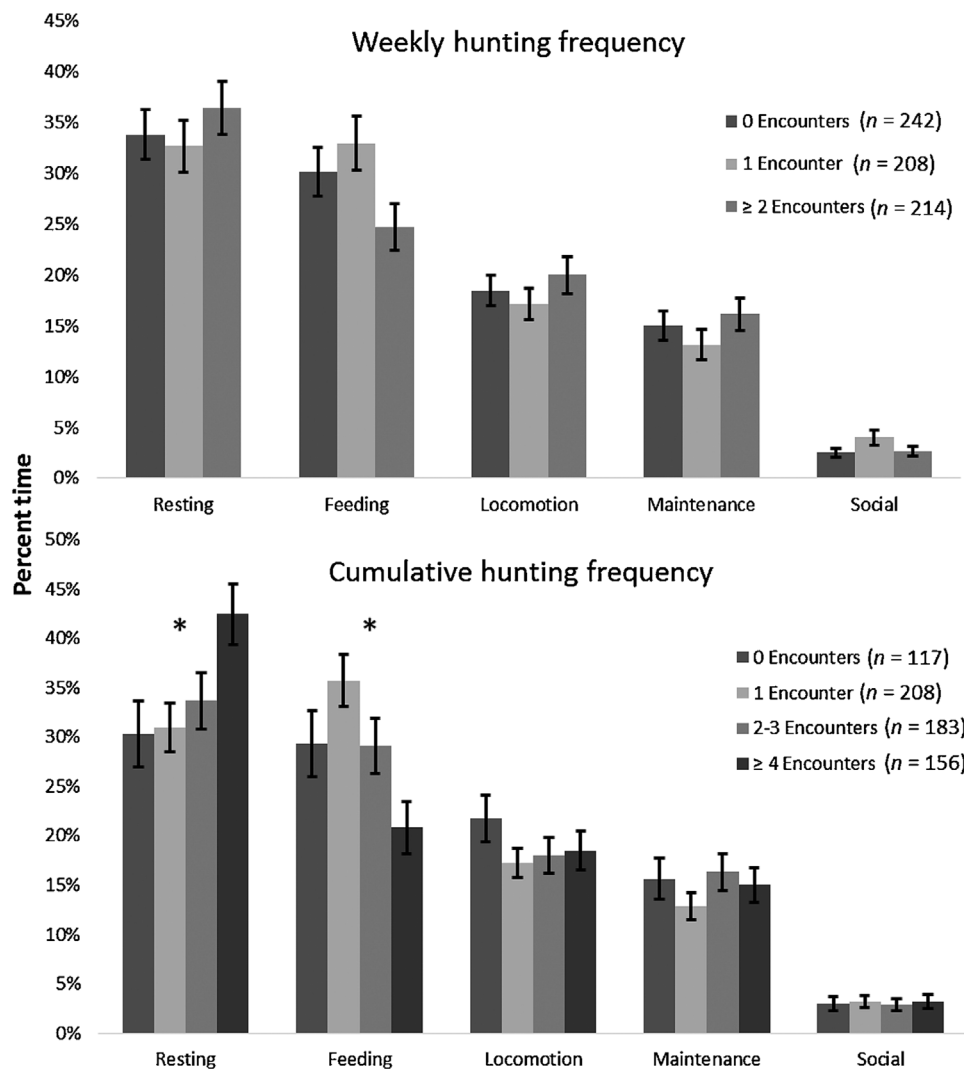 45%
Weekly hunting frequency
40%
35%
0 Encounters (n = 242)
30%
1 Encounter (n = 208)
25%
≥ 2 Encounters (n = 214)
20%
15%
10%
5%
0%
Resting Feeding Locomotion Maintenance Social
Percent time
50%
Cumulative hunting frequency
45%
* *
40%
0 Encounters (n = 117)
35%
1 Encounter (n = 208)
30%
2-3 Encounters (n = 183)
25%
≥ 4 Encounters (n = 156)
20%
15%
10%
5%
0%
Resting Feeding Locomotion Maintenance Social